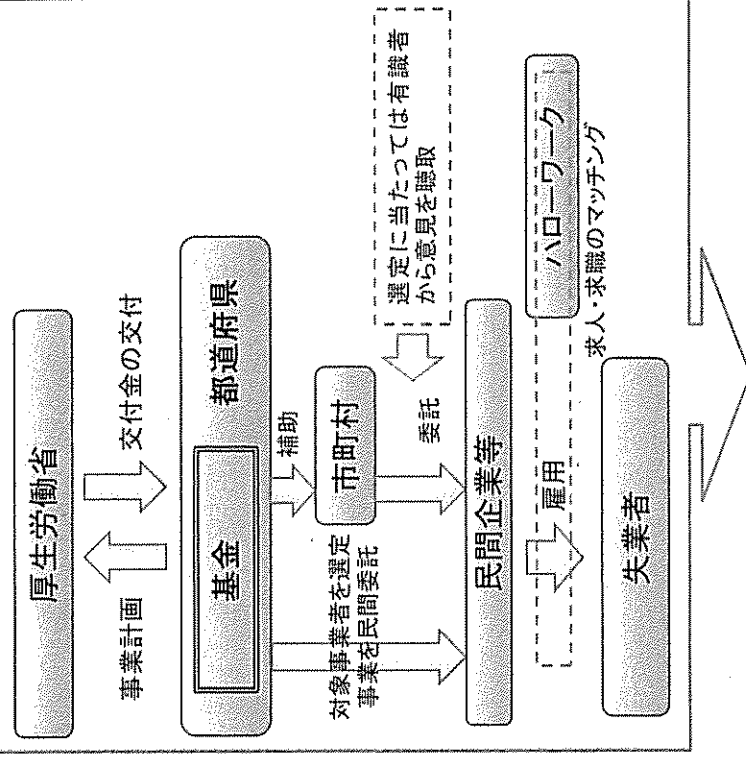 厚生労働省
事業計画
交付金の交付
基金
都道府県
補助
対象事業者を選定
事業を民間委託
市町村
委託
選定に当たっては有識者
から意見を聴取
民間企業等
雇用
ハローワーク
求人・求職のマッチング
失業者